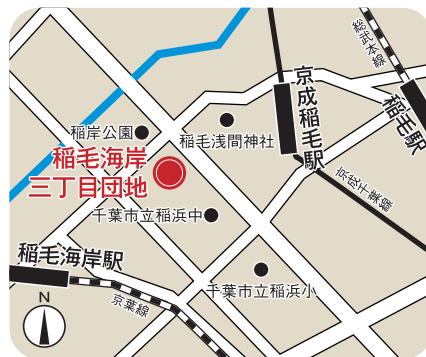 総武本線
稲毛駅
京成稲毛駅
稲岸公園
稲毛浅間神社
稲毛海岸
三丁目団地
京成千葉線
千葉市立稲浜中
稲毛海岸駅
千葉市立稲浜小
京葉線
N